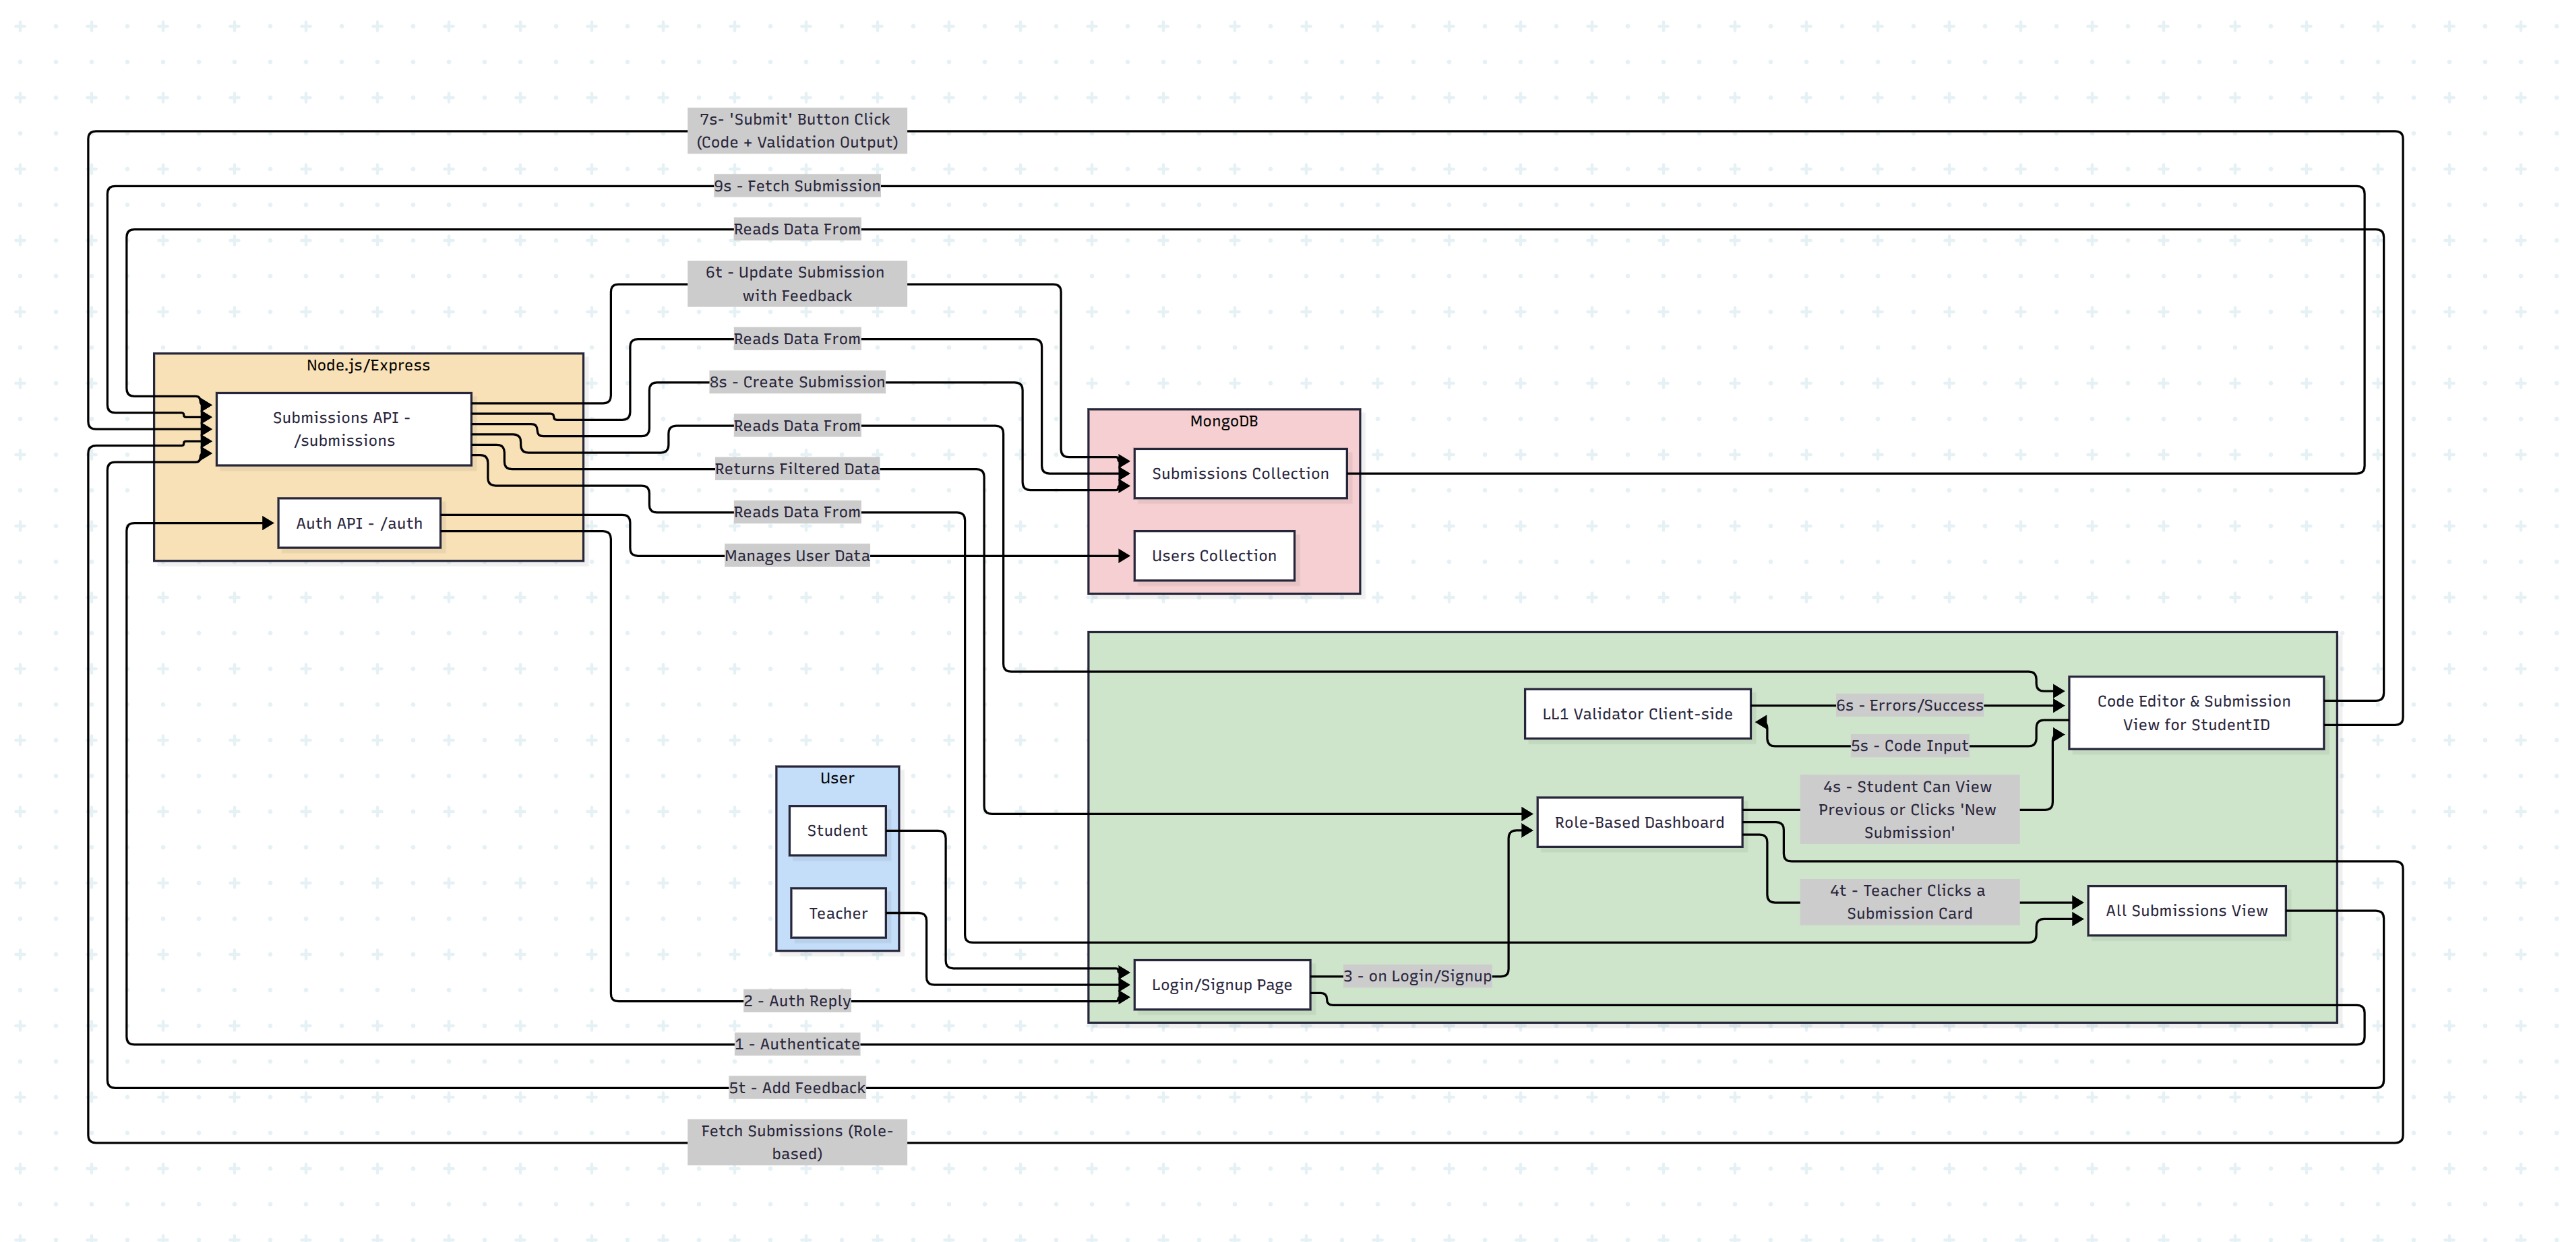 7s- 'Submit' Button Click
(Code + Validation Output)
9s - Fetch Submission
Reads Data From
6t - Update Submission
with Feedback
Reads Data From
8s - Create Submission
Reads Data From
Returns Filtered Data
Reads Data From
Manages User Data
Node.js/Express
Submissions API -
/submissions
Auth API - /auth
MongoDB
Submissions Collection
Users Collection
LL1 Validator Client-side
6s - Errors/Success
5s - Code Input
Code Editor & Submission
View for StudentID
User
Student
Teacher
Role-Based Dashboard
4s - Student Can View
Previous or Clicks 'New
Submission'
4t - Teacher Clicks a
Submission Card
All Submissions View
Login/Signup Page
3 - on Login/Signup
2 - Auth Reply
1 - Authenticate
5t - Add Feedback
Fetch Submissions (Role-
based)